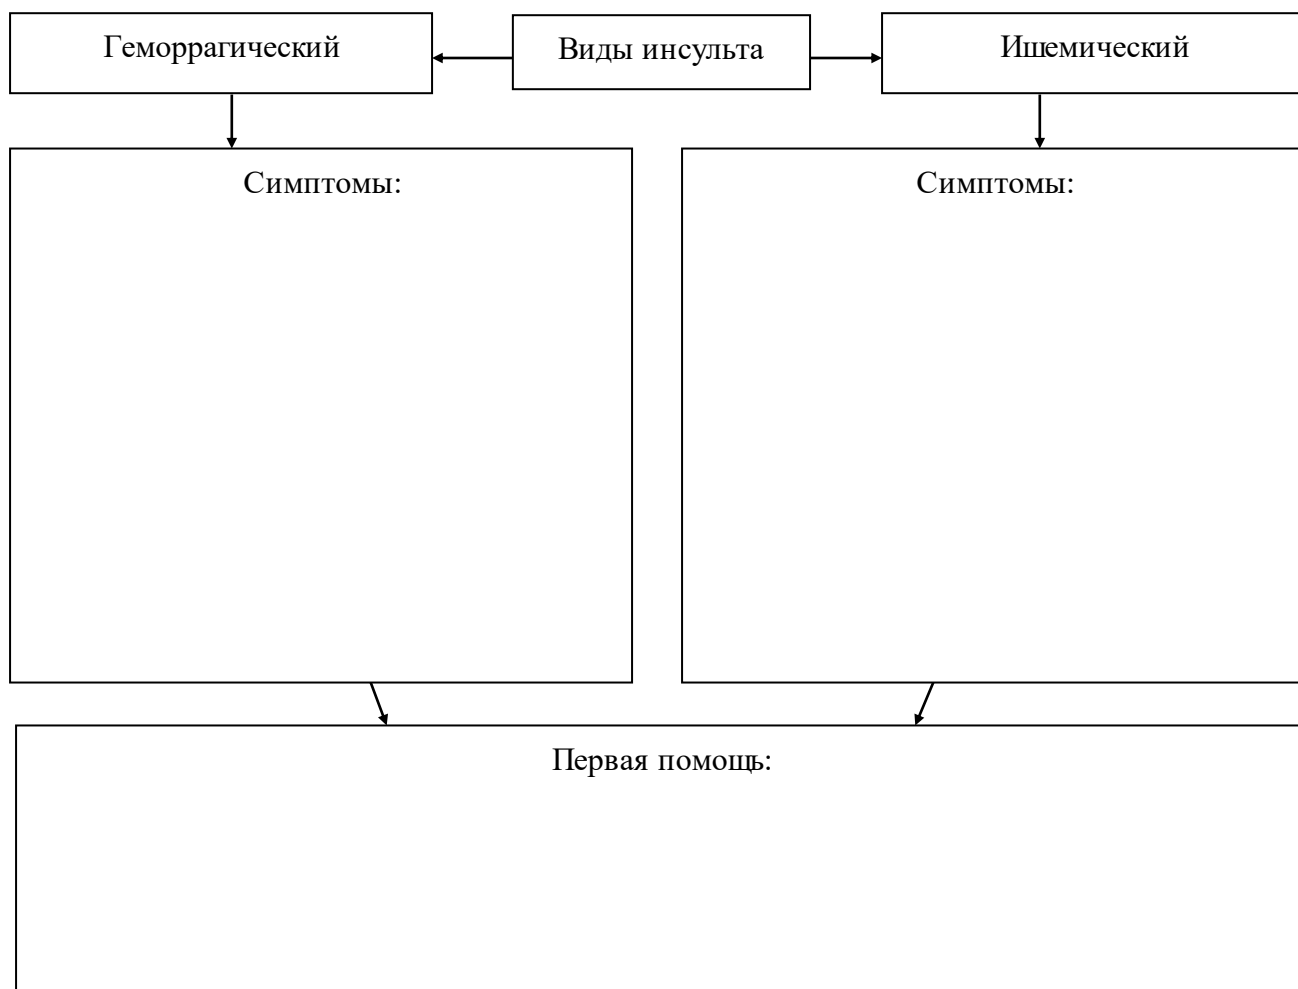 Геморрагический
Виды инсульта
Ишемический
Симптомы:
Симптомы:
Первая помощь: